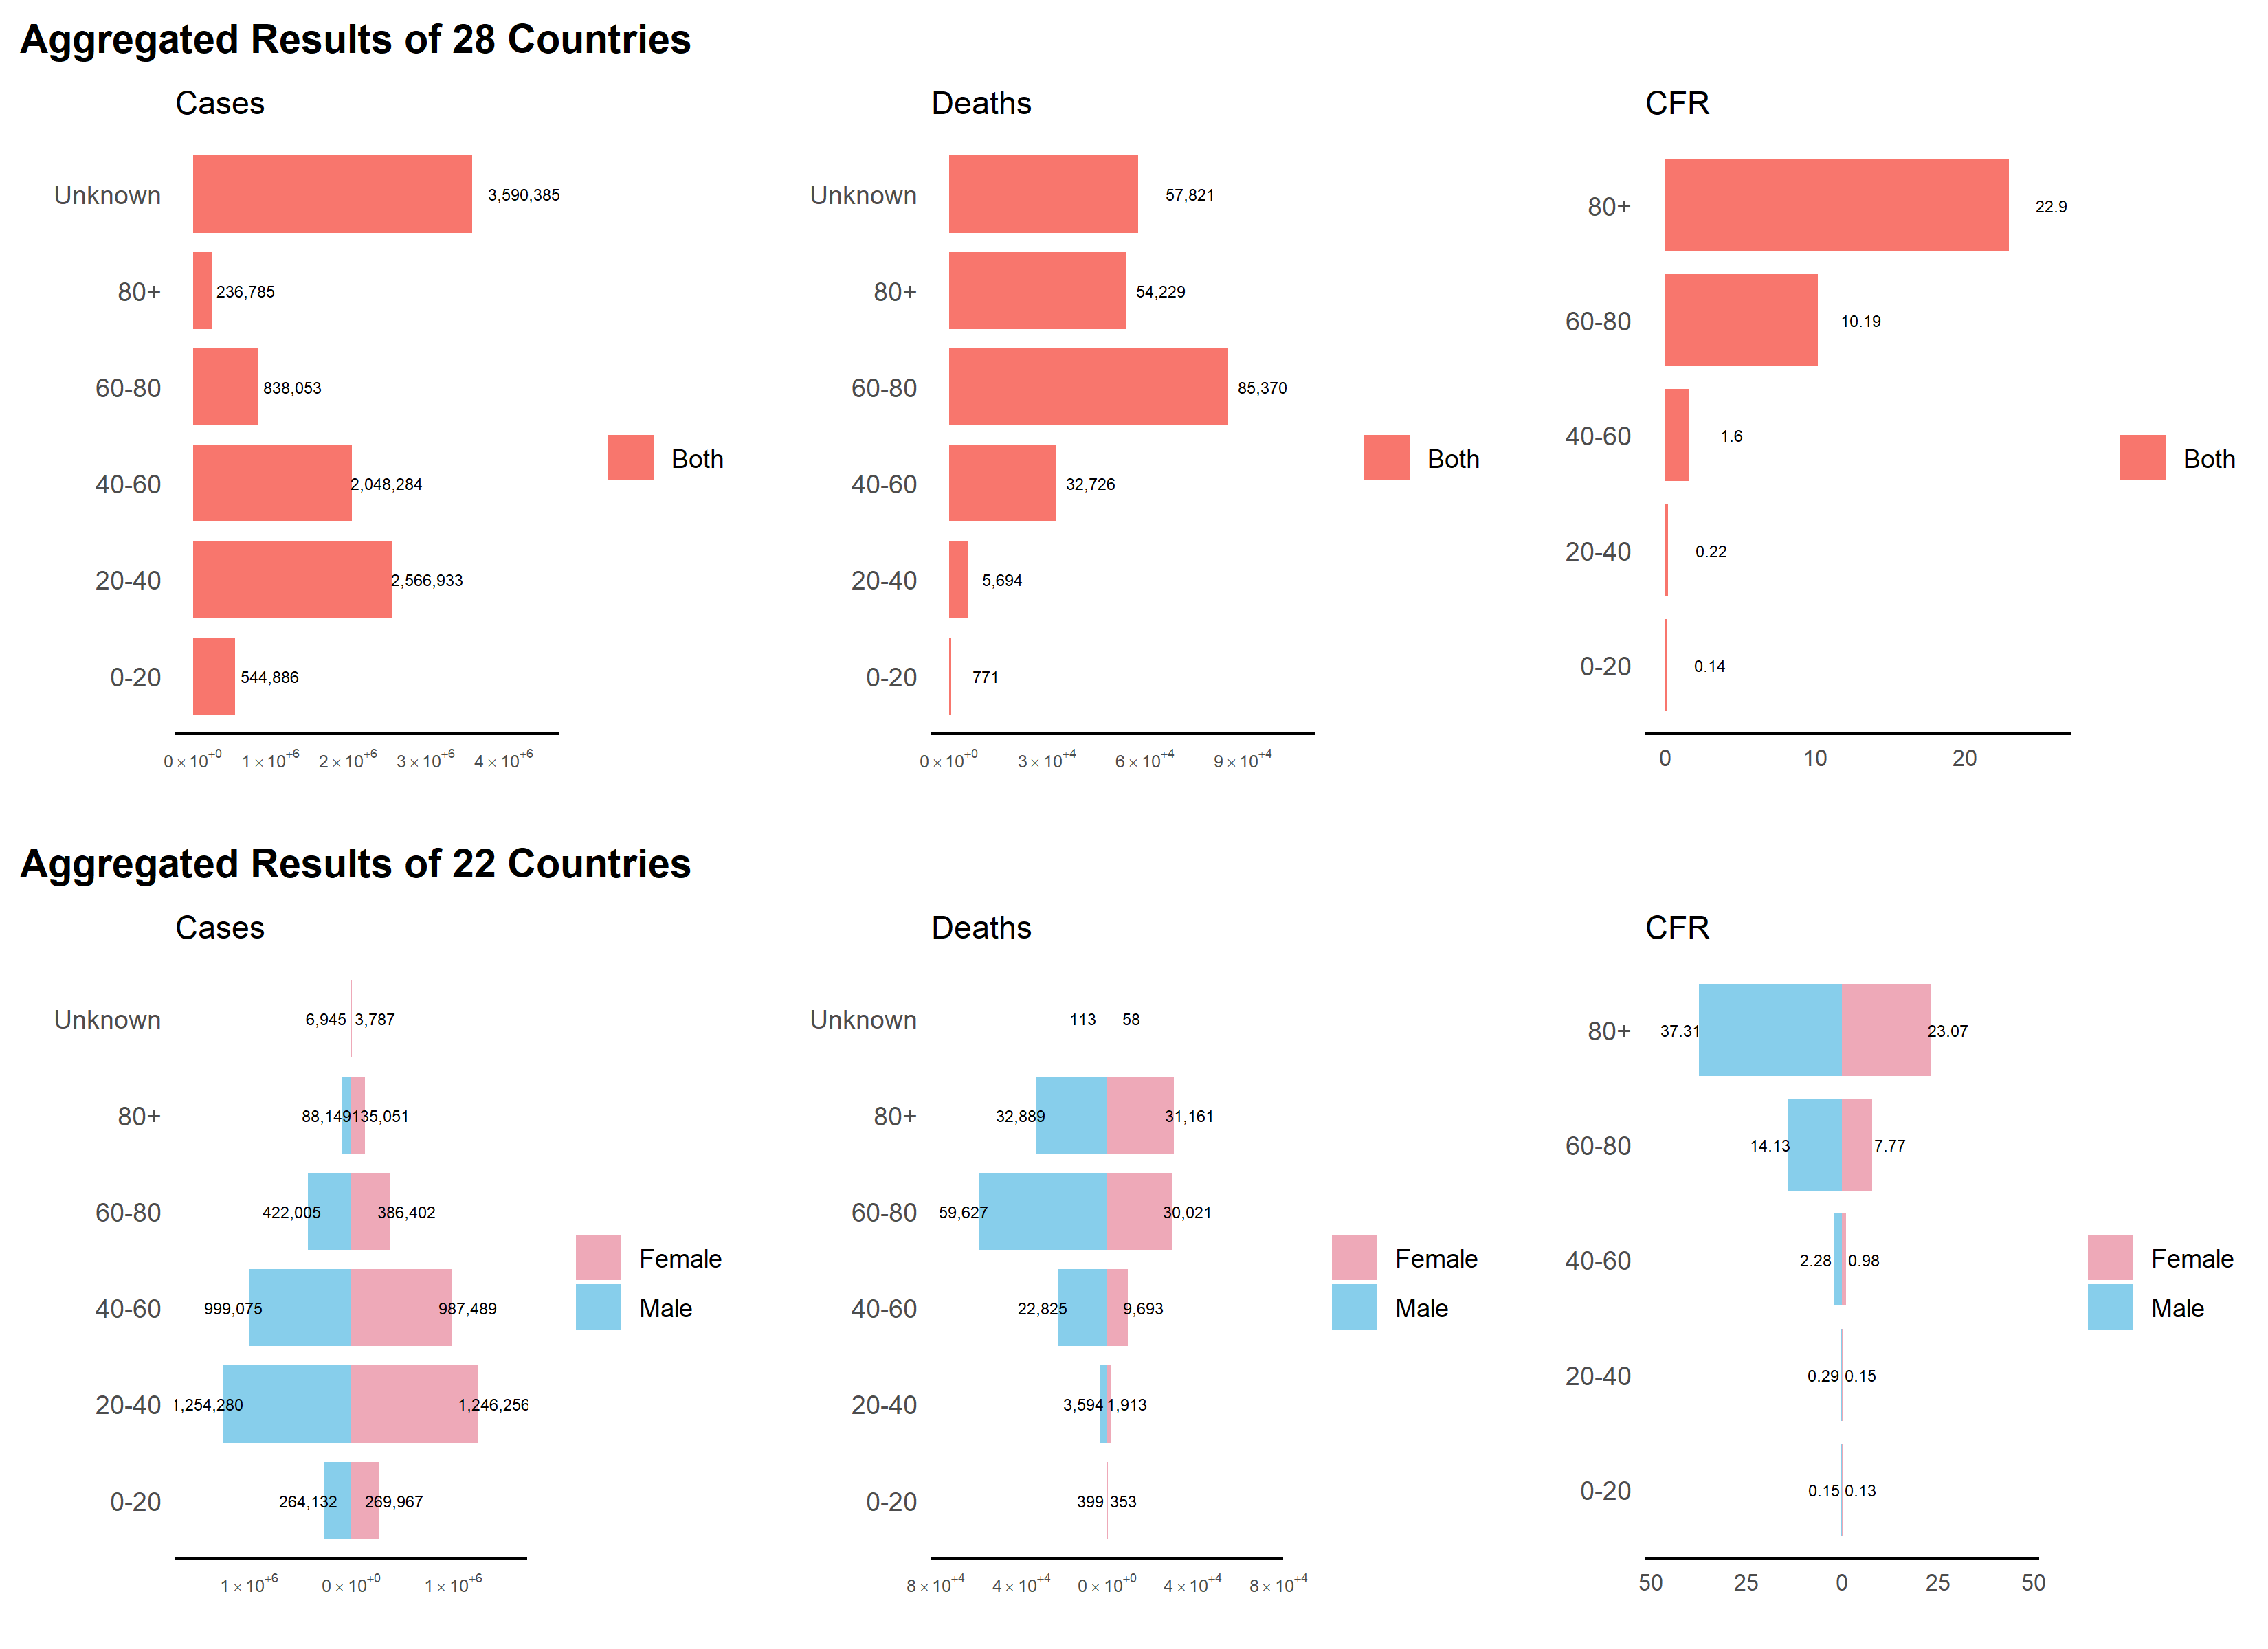 Aggregated Results of 28 Countries
Cases
Unknown
3,590,385
80+
236,785
60-80
838,053
40-60
2,048,284
20-40
2,566,933
0-20
544,886
0×10⁺⁰ 1×10⁺⁶ 2×10⁺⁶ 3×10⁺⁶ 4×10⁺⁶
Both
Deaths
Unknown
57,821
80+
54,229
60-80
85,370
40-60
32,726
20-40
5,694
0-20
771
0×10⁺⁰ 3×10⁺⁴ 6×10⁺⁴ 9×10⁺⁴
Both
CFR
80+
22.9
60-80
10.19
40-60
1.6
20-40
0.22
0-20
0.14
0 10 20
Both
Aggregated Results of 22 Countries
Cases
Unknown
6,945 3,787
80+
88,149 135,051
60-80
422,005 386,402
40-60
999,075 987,489
20-40
1,254,280 1,246,256
0-20
264,132 269,967
1×10⁺⁶ 0×10⁺⁰ 1×10⁺⁶
Female
Male
Deaths
Unknown
113 58
80+
32,889 31,161
60-80
59,627 30,021
40-60
22,825 9,693
20-40
3,594 1,913
0-20
399 353
8×10⁺⁴ 4×10⁺⁴ 0×10⁺⁰ 4×10⁺⁴ 8×10⁺⁴
Female
Male
CFR
80+
37.31 23.07
60-80
14.13 7.77
40-60
2.28 0.98
20-40
0.29 0.15
0-20
0.15 0.13
50 25 0 25 50
Female
Male